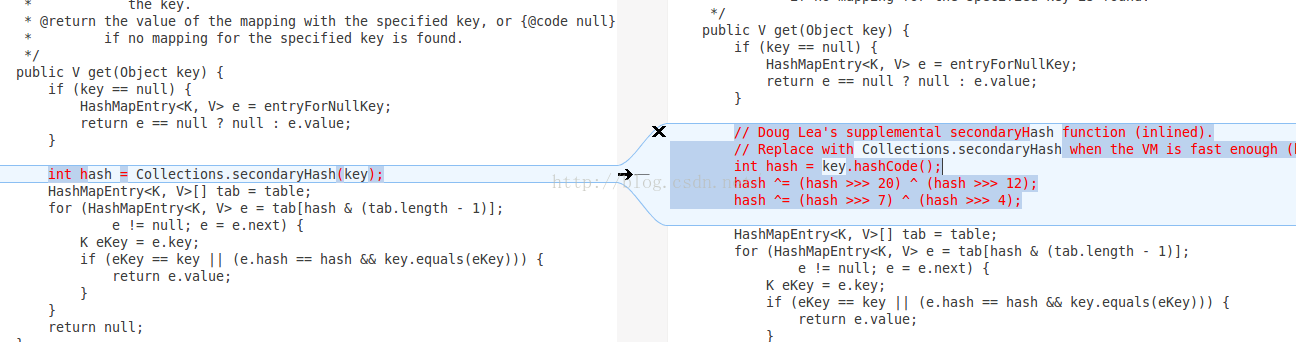 *            the key.
* @return the value of the mapping with the specified key, or {@code null}
*         if no mapping for the specified key is found.
*/
public V get(Object key) {
    if (key == null) {
        HashMapEntry<K, V> e = entryForNullKey;
        return e == null ? null : e.value;
    }
    int hash = Collections.secondaryHash(key);
    HashMapEntry<K, V>[] tab = table;
    for (HashMapEntry<K, V> e = tab[hash & (tab.length - 1)];
            e != null; e = e.next) {
        K eKey = e.key;
        if (eKey == key || (e.hash == hash && key.equals(eKey))) {
            return e.value;
        }
    }
    return null;
*/
public V get(Object key) {
    if (key == null) {
        HashMapEntry<K, V> e = entryForNullKey;
        return e == null ? null : e.value;
    }
    // Doug Lea's supplemental secondaryHash function (inlined).
    // Replace with Collections.secondaryHash when the VM is fast enough (
    int hash = key.hashCode();
    hash ^= (hash >>> 20) ^ (hash >>> 12);
    hash ^= (hash >>> 7) ^ (hash >>> 4);
    HashMapEntry<K, V>[] tab = table;
    for (HashMapEntry<K, V> e = tab[hash & (tab.length - 1)];
            e != null; e = e.next) {
        K eKey = e.key;
        if (eKey == key || (e.hash == hash && key.equals(eKey))) {
            return e.value;
        }
http://blog.csdn.n